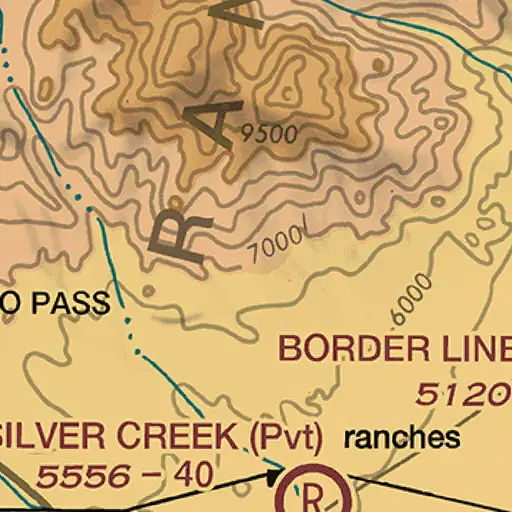 R A N
9500
7000
6000
O PASS
BORDER LINE
5120
SILVER CREEK (Pvt) ranches
5556 – 40
R